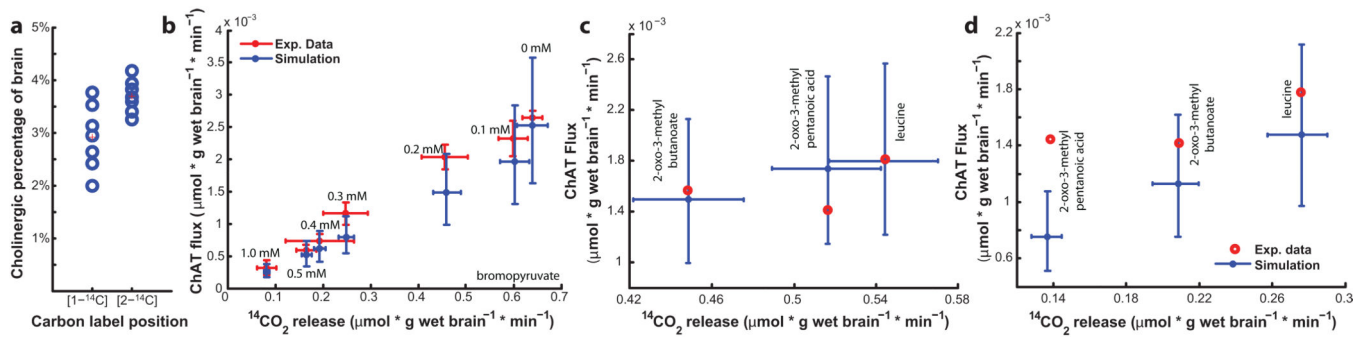 a
Cholinergic percentage of brain
5%
4%
3%
2%
1%
[1−¹⁴C] [2−¹⁴C]
Carbon label position
b
x 10⁻³
ChAT flux (μmol * g wet brain⁻¹ * min⁻¹)
4
3.5
3
2.5
2
1.5
1
0.5
0
Exp. Data
Simulation
0 mM
0.1 mM
0.2 mM
0.3 mM
0.4 mM
0.5 mM
1.0 mM
bromopyruvate
0 0.1 0.2 0.3 0.4 0.5 0.6 0.7
¹⁴CO₂ release (μmol * g wet brain⁻¹ * min⁻¹)
c
x 10⁻³
ChAT Flux
(μmol * g wet brain⁻¹ * min⁻¹)
2.6
2.2
1.8
1.4
1
2-oxo-3-methyl
butanoate
2-oxo-3-methyl
pentanoic acid
leucine
0.42 0.46 0.5 0.54 0.58
¹⁴CO₂ release (μmol * g wet brain⁻¹ * min⁻¹)
d
x 10⁻³
ChAT Flux
(μmol * g wet brain⁻¹ * min⁻¹)
2.2
1.8
1.4
1
0.6
2-oxo-3-methyl
pentanoic acid
2-oxo-3-methyl
butanoate
leucine
Exp. data
Simulation
0.14 0.18 0.22 0.26 0.3
¹⁴CO₂ release (μmol * g wet brain⁻¹ * min⁻¹)